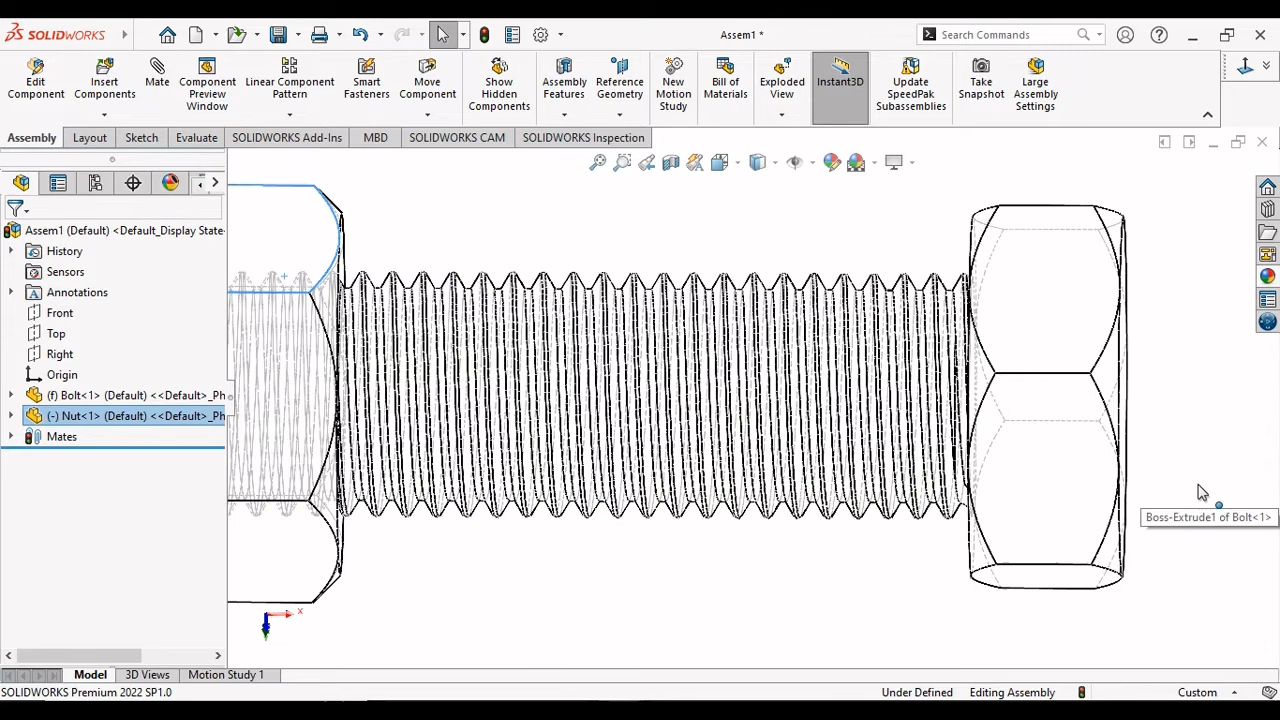 SOLIDWORKS
Assem1 *
Search Commands
Edit Component
Insert Components
Mate
Component Preview Window
Linear Component Pattern
Smart Fasteners
Move Component
Show Hidden Components
Assembly Features
Reference Geometry
New Motion Study
Bill of Materials
Exploded View
Instant3D
Update SpeedPak Subassemblies
Take Snapshot
Large Assembly Settings
Assembly
Layout
Sketch
Evaluate
SOLIDWORKS Add-Ins
MBD
SOLIDWORKS CAM
SOLIDWORKS Inspection
Assem1 (Default) <Default_Display State-
History
Sensors
Annotations
Front
Top
Right
Origin
(f) Bolt<1> (Default) <<Default>_Ph
(-) Nut<1> (Default) <<Default>_Ph
Mates
Boss-Extrude1 of Bolt<1>
x
Model
3D Views
Motion Study 1
SOLIDWORKS Premium 2022 SP1.0
Under Defined
Editing Assembly
Custom